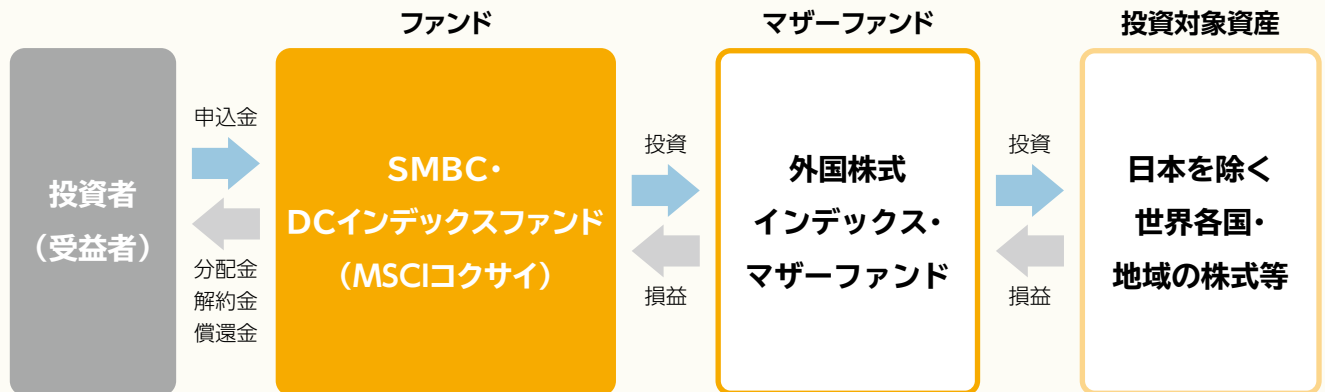 ファンド
マザーファンド
投資対象資産
投資者
（受益者）
申込金
分配金
解約金
償還金
SMBC・
DCインデックスファンド
（MSCIコクサイ）
投資
損益
外国株式
インデックス・
マザーファンド
投資
損益
日本を除く
世界各国・
地域の株式等